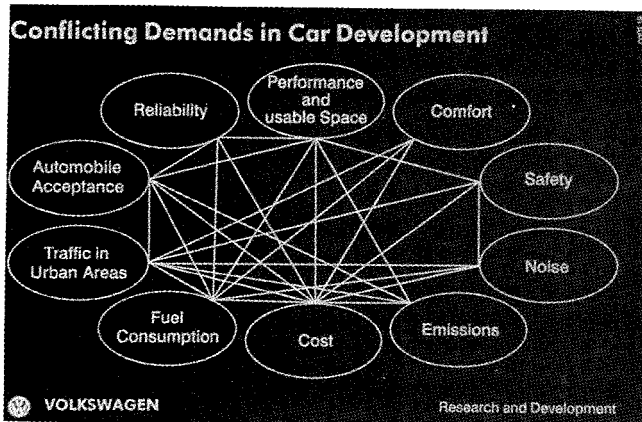 Conflicting Demands in Car Development
Performance
and
usable Space
Reliability
Comfort
Automobile
Acceptance
Safety
Traffic in
Urban Areas
Noise
Fuel
Consumption
Cost
Emissions
VOLKSWAGEN
Research and Development